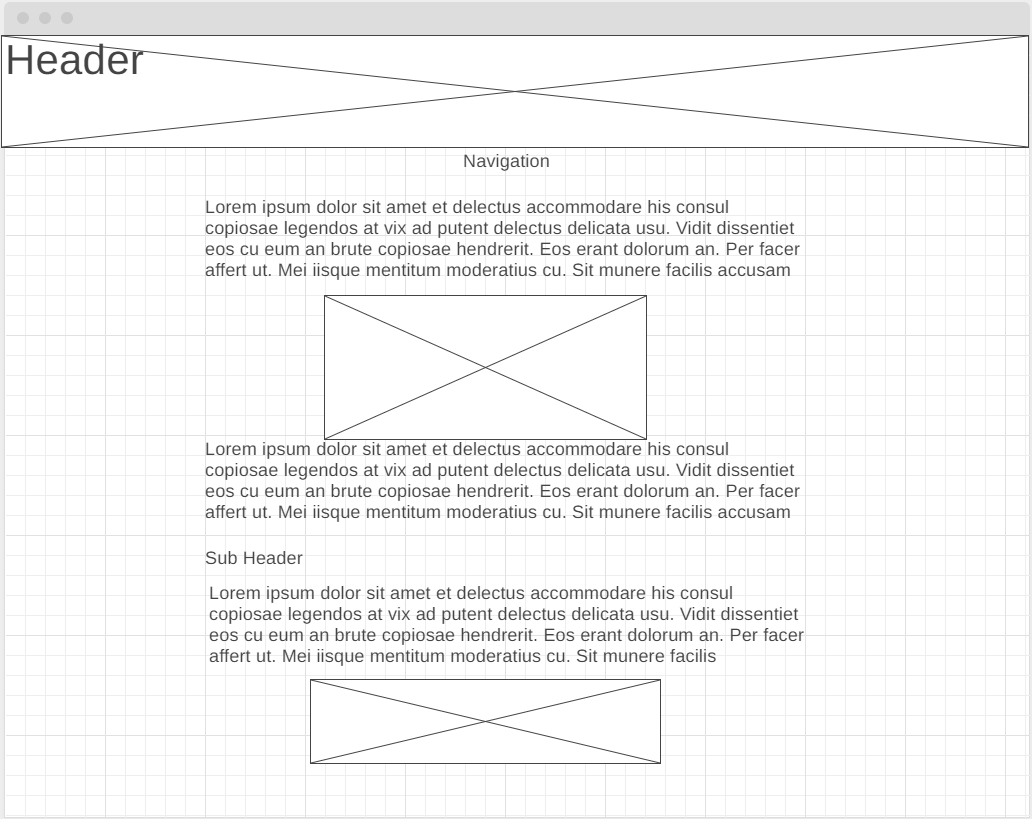 Header
Navigation
Lorem ipsum dolor sit amet et delectus accommodare his consul
copiosae legendos at vix ad putent delectus delicata usu. Vidit dissentiet
eos cu eum an brute copiosae hendrerit. Eos erant dolorum an. Per facer
affert ut. Mei iisque mentitum moderatius cu. Sit munere facilis accusam
Lorem ipsum dolor sit amet et delectus accommodare his consul
copiosae legendos at vix ad putent delectus delicata usu. Vidit dissentiet
eos cu eum an brute copiosae hendrerit. Eos erant dolorum an. Per facer
affert ut. Mei iisque mentitum moderatius cu. Sit munere facilis accusam
Sub Header
Lorem ipsum dolor sit amet et delectus accommodare his consul
copiosae legendos at vix ad putent delectus delicata usu. Vidit dissentiet
eos cu eum an brute copiosae hendrerit. Eos erant dolorum an. Per facer
affert ut. Mei iisque mentitum moderatius cu. Sit munere facilis